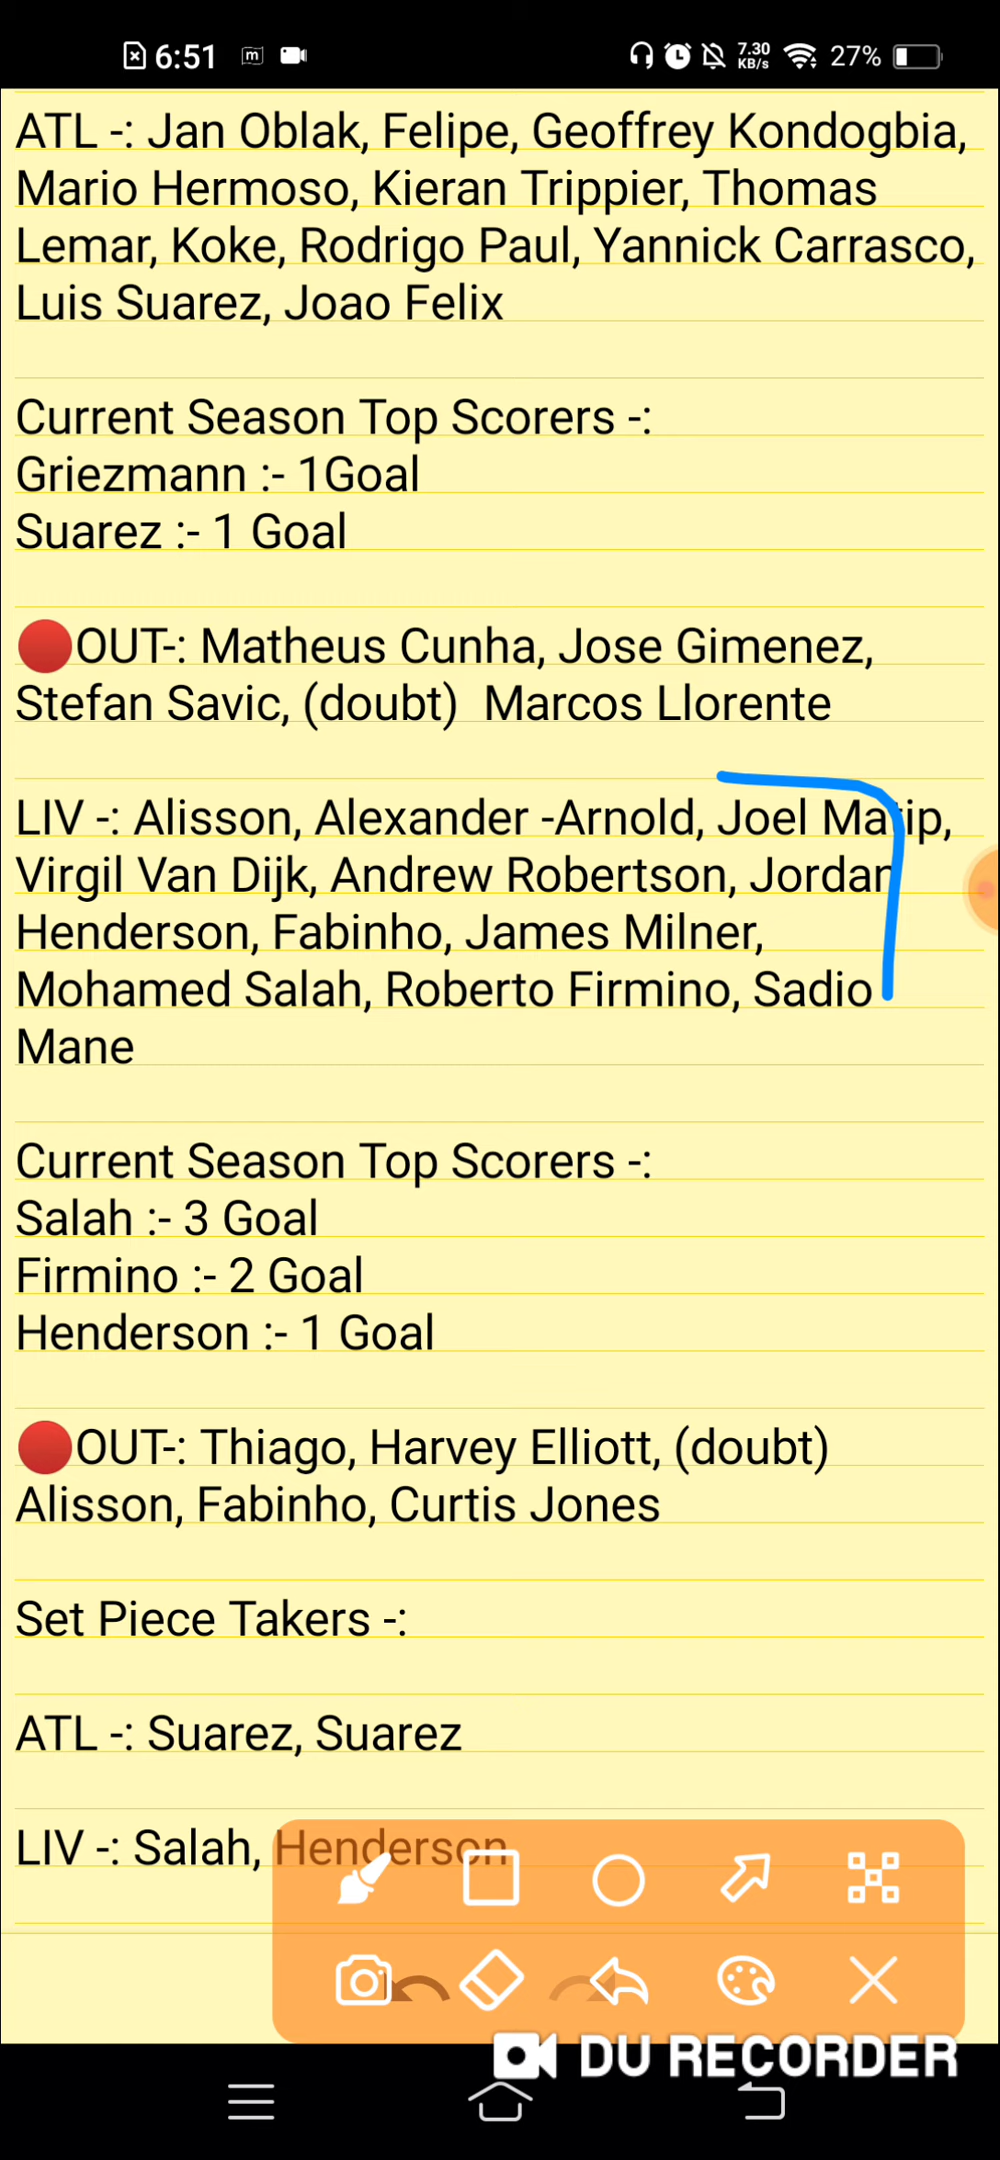 6:51 m 7.30 KB/s 27%
ATL -: Jan Oblak, Felipe, Geoffrey Kondogbia,
Mario Hermoso, Kieran Trippier, Thomas
Lemar, Koke, Rodrigo Paul, Yannick Carrasco,
Luis Suarez, Joao Felix
Current Season Top Scorers -:
Griezmann :- 1Goal
Suarez :- 1 Goal
🔴OUT-: Matheus Cunha, Jose Gimenez,
Stefan Savic, (doubt)  Marcos Llorente
LIV -: Alisson, Alexander -Arnold, Joel Matip,
Virgil Van Dijk, Andrew Robertson, Jordan
Henderson, Fabinho, James Milner,
Mohamed Salah, Roberto Firmino, Sadio
Mane
Current Season Top Scorers -:
Salah :- 3 Goal
Firmino :- 2 Goal
Henderson :- 1 Goal
🔴OUT-: Thiago, Harvey Elliott, (doubt)
Alisson, Fabinho, Curtis Jones
Set Piece Takers -:
ATL -: Suarez, Suarez
LIV -: Salah, Henderson
DU RECORDER